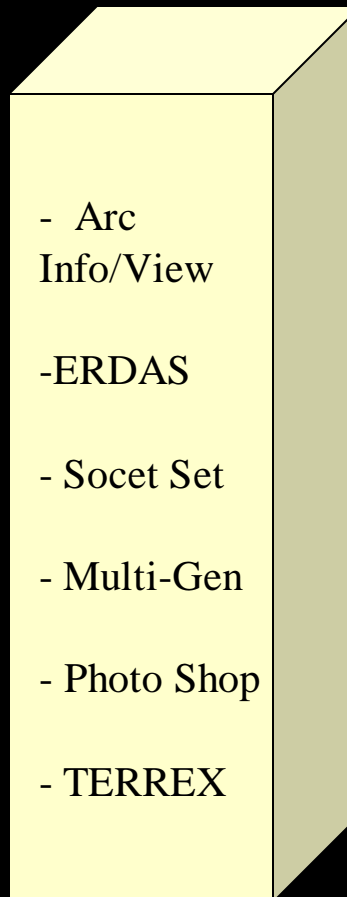 - Arc
Info/View
-ERDAS
- Socet Set
- Multi-Gen
- Photo Shop
- TERREX